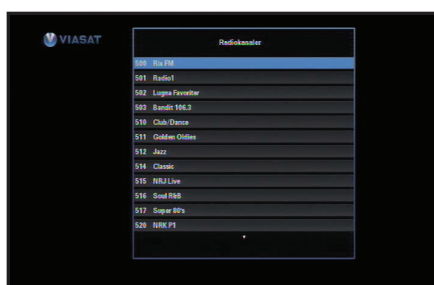 VIASAT
Radiokanaler
500 Rix FM
501 Radio1
502 Lugna Favoriter
503 Bandit 106.3
510 Club/Dance
511 Golden Oldies
512 Jazz
514 Classic
515 NRJ Live
516 Soul R&B
517 Super 80's
520 NRK P1